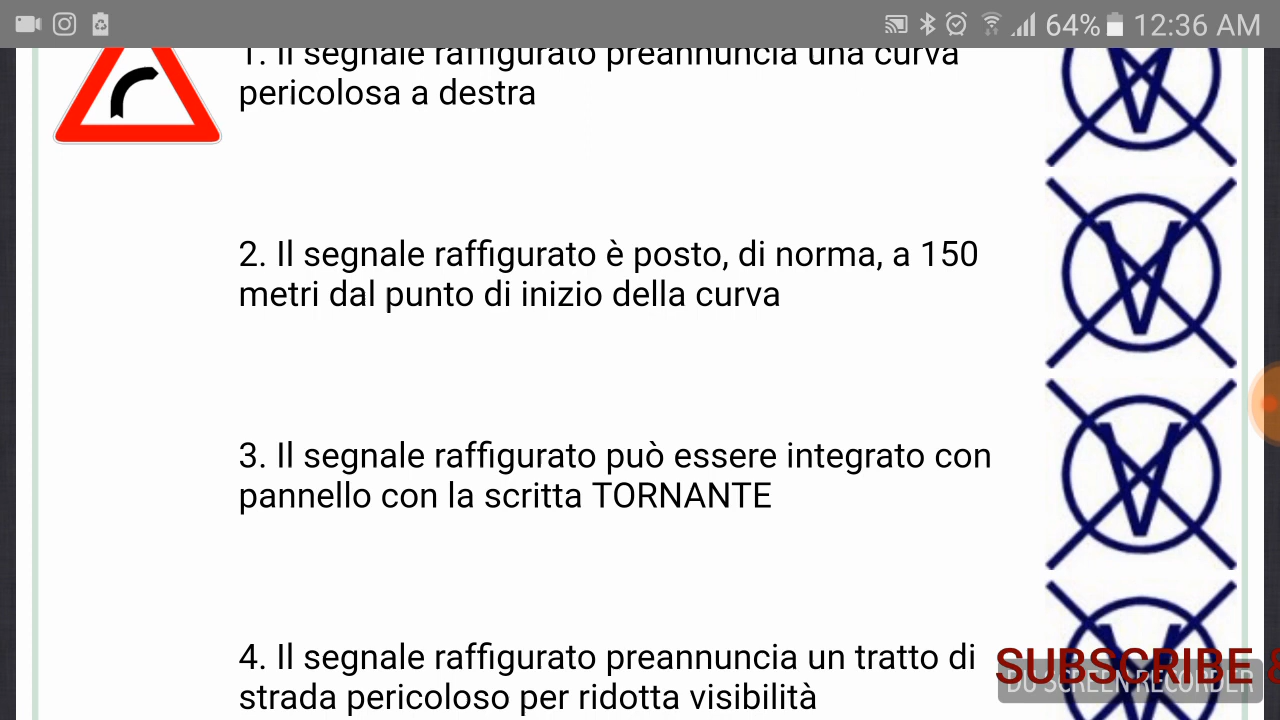 64% 12:36 AM
1. Il segnale raffigurato preannuncia una curva
pericolosa a destra
V
2. Il segnale raffigurato è posto, di norma, a 150
metri dal punto di inizio della curva
V
3. Il segnale raffigurato può essere integrato con
pannello con la scritta TORNANTE
V
4. Il segnale raffigurato preannuncia un tratto di
strada pericoloso per ridotta visibilità
V
SUBSCRIBE &
DU SCREEN RECORDER